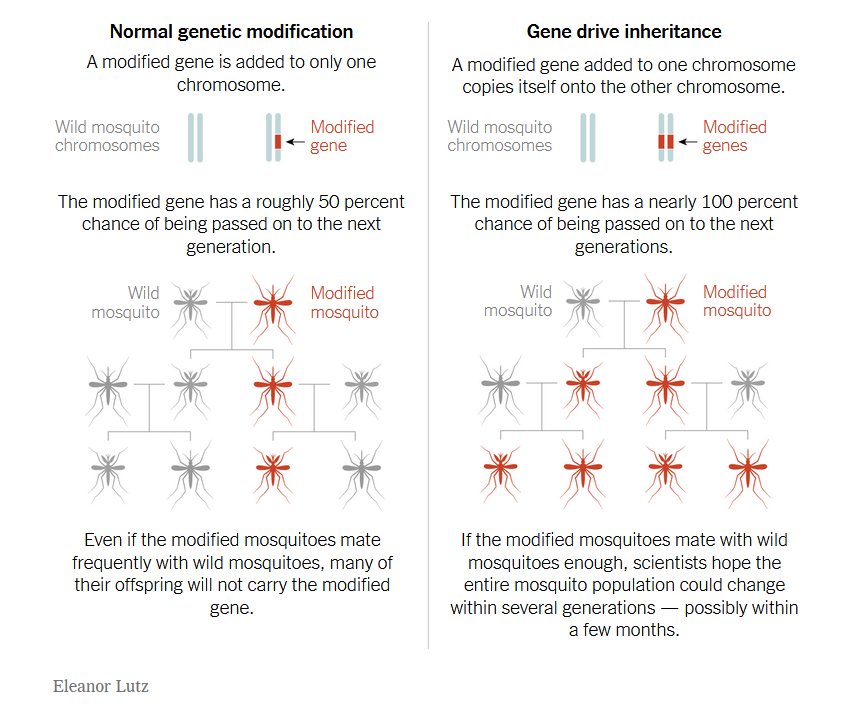 Normal genetic modification
A modified gene is added to only one
chromosome.
Wild mosquito
chromosomes
Modified
gene
The modified gene has a roughly 50 percent
chance of being passed on to the next
generation.
Wild
mosquito
Modified
mosquito
Even if the modified mosquitoes mate
frequently with wild mosquitoes, many of
their offspring will not carry the modified
gene.
Gene drive inheritance
A modified gene added to one chromosome
copies itself onto the other chromosome.
Wild mosquito
chromosomes
Modified
genes
The modified gene has a nearly 100 percent
chance of being passed on to the next
generations.
Wild
mosquito
Modified
mosquito
If the modified mosquitoes mate with wild
mosquitoes enough, scientists hope the
entire mosquito population could change
within several generations — possibly within
a few months.
Eleanor Lutz